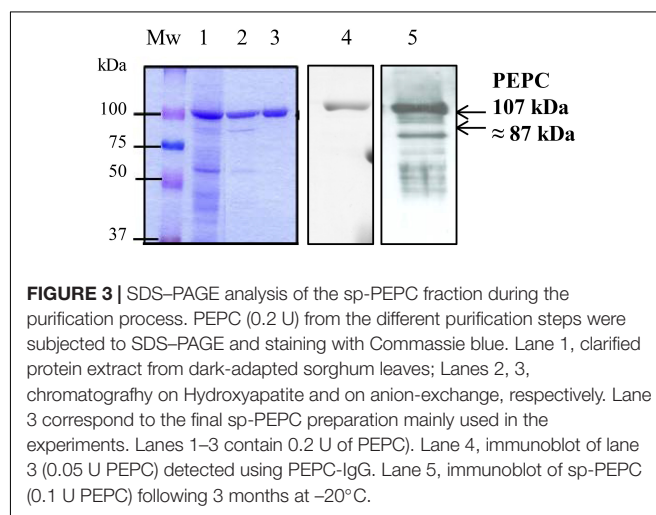 Mw 1 2 3 4 5
kDa
100
75
50
37
PEPC
107 kDa
≈ 87 kDa
FIGURE 3 | SDS–PAGE analysis of the sp-PEPC fraction during the
purification process. PEPC (0.2 U) from the different purification steps were
subjected to SDS–PAGE and staining with Commassie blue. Lane 1, clarified
protein extract from dark-adapted sorghum leaves; Lanes 2, 3,
chromatografhy on Hydroxyapatite and on anion-exchange, respectively. Lane
3 correspond to the final sp-PEPC preparation mainly used in the
experiments. Lanes 1–3 contain 0.2 U of PEPC). Lane 4, immunoblot of lane
3 (0.05 U PEPC) detected using PEPC-IgG. Lane 5, immunoblot of sp-PEPC
(0.1 U PEPC) following 3 months at –20°C.